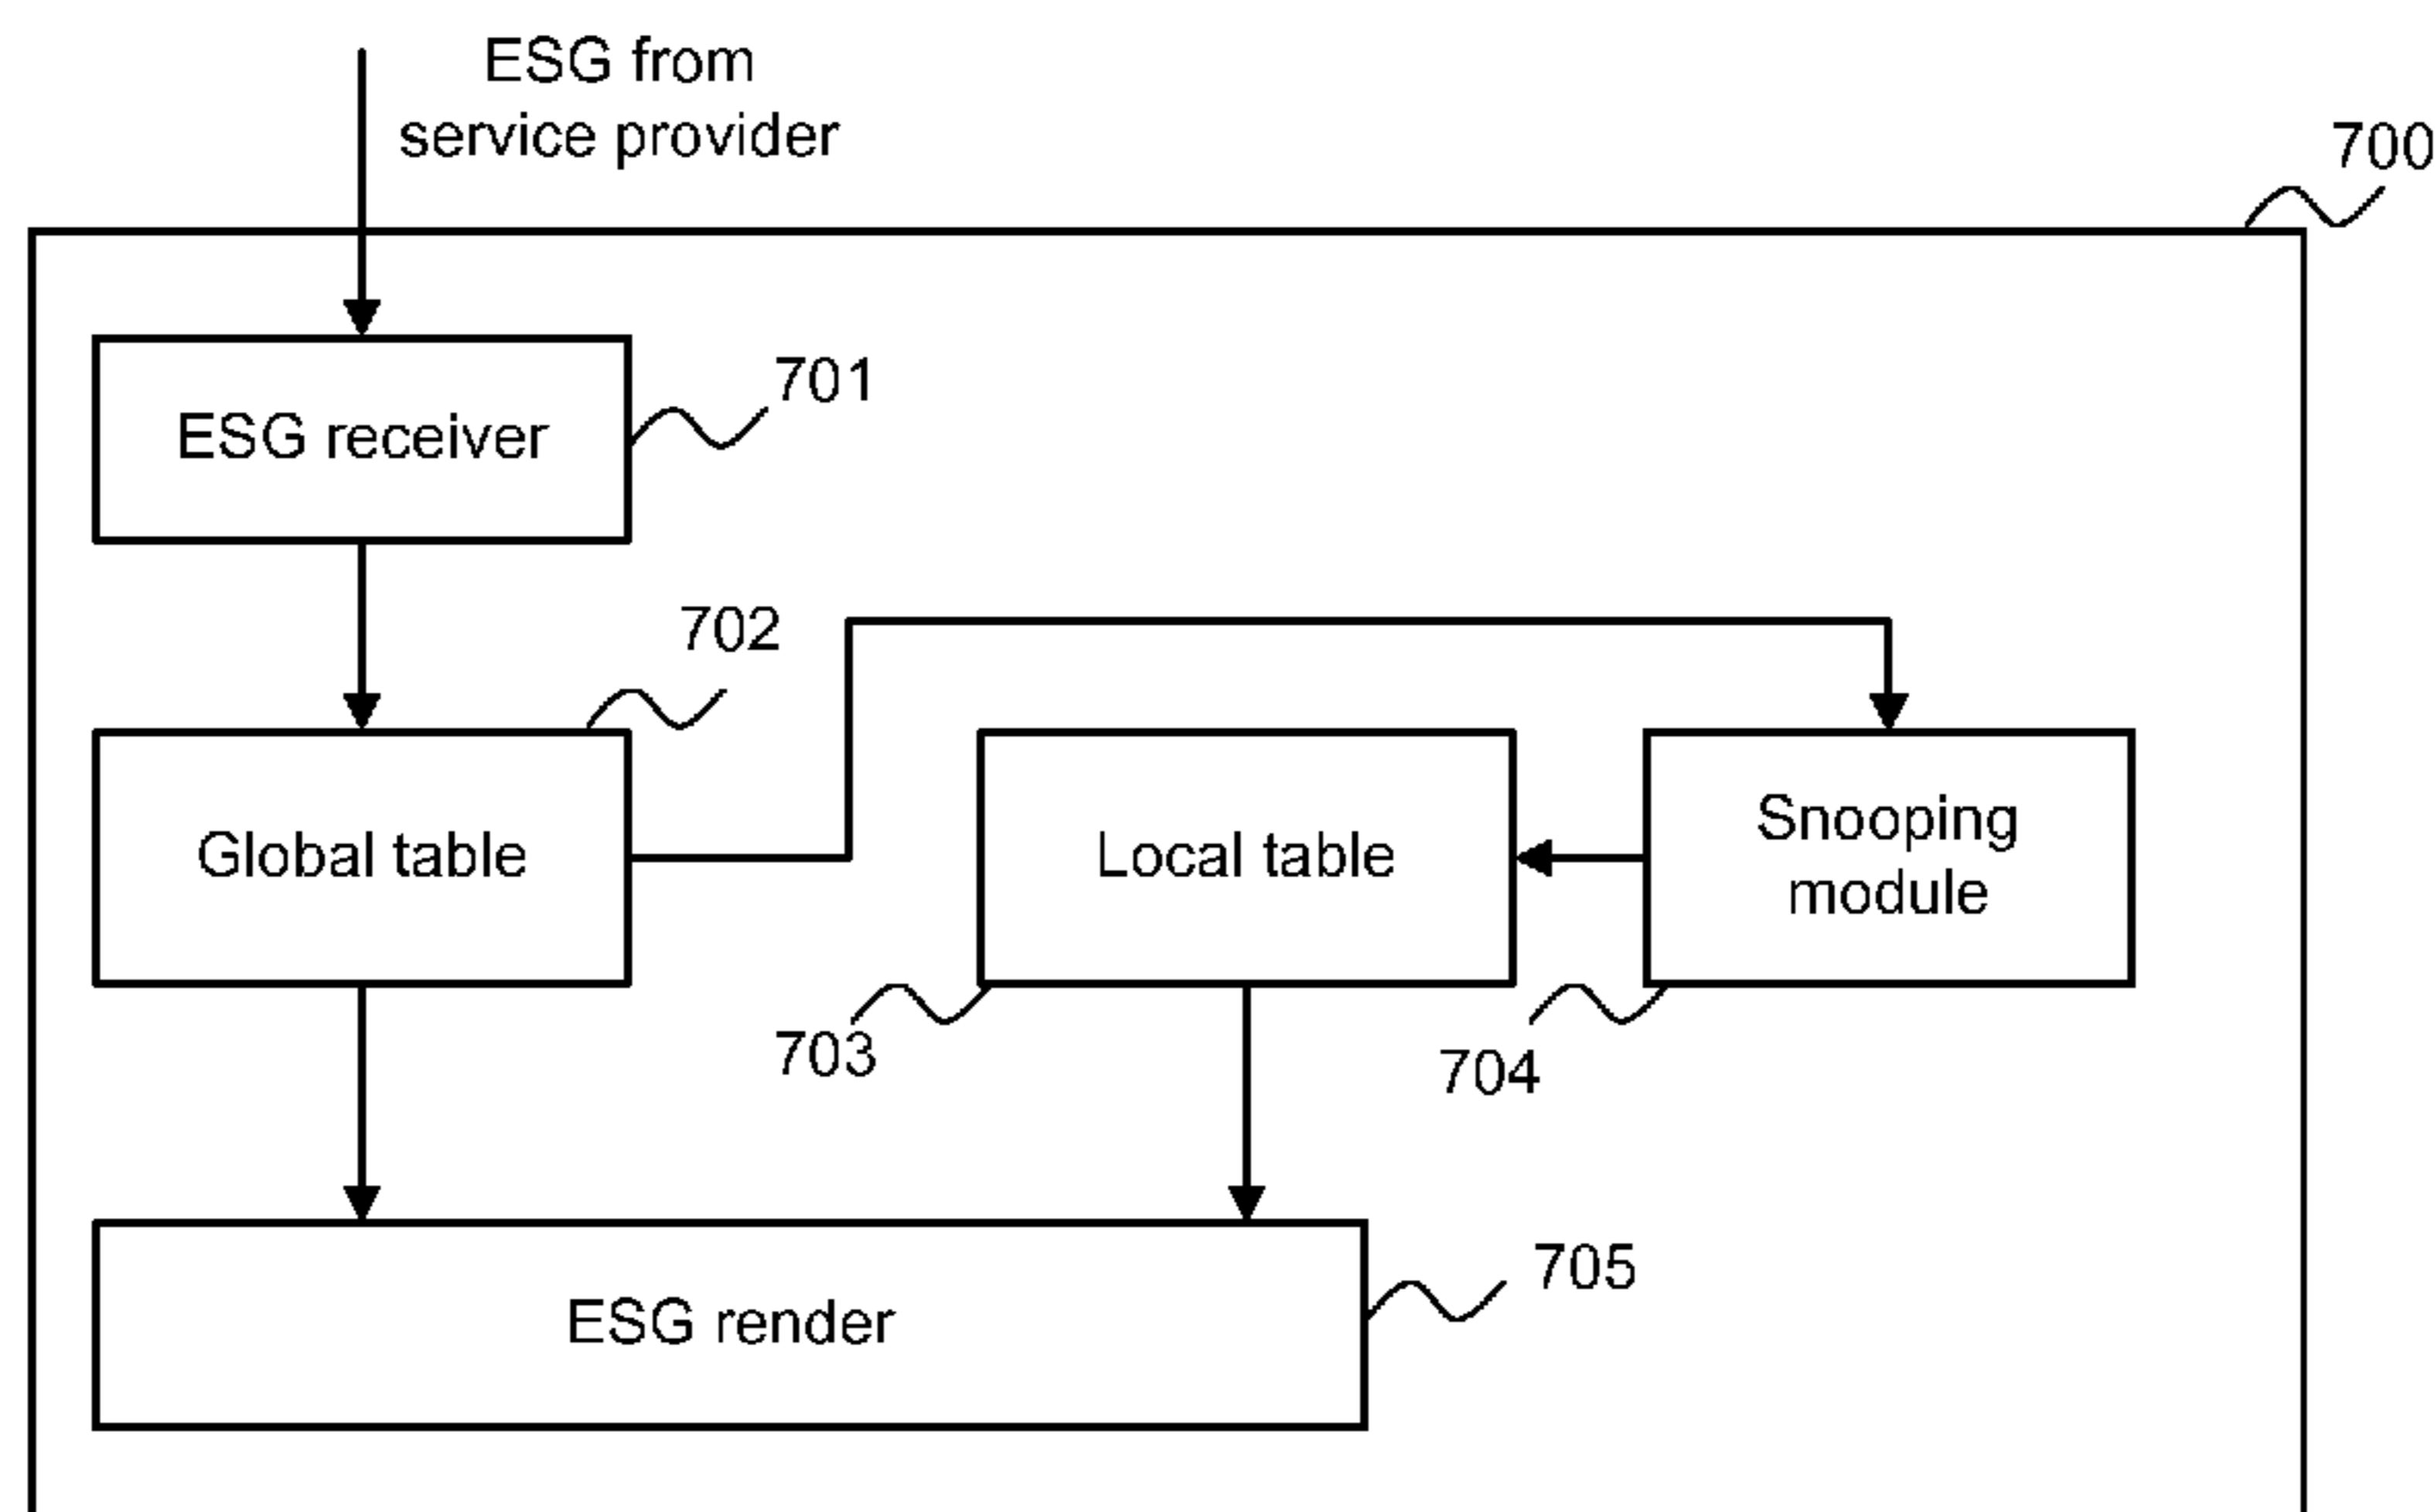 ESG from
service provider
700
ESG receiver
701
702
Global table
Local table
Snooping
module
703
704
ESG render
705